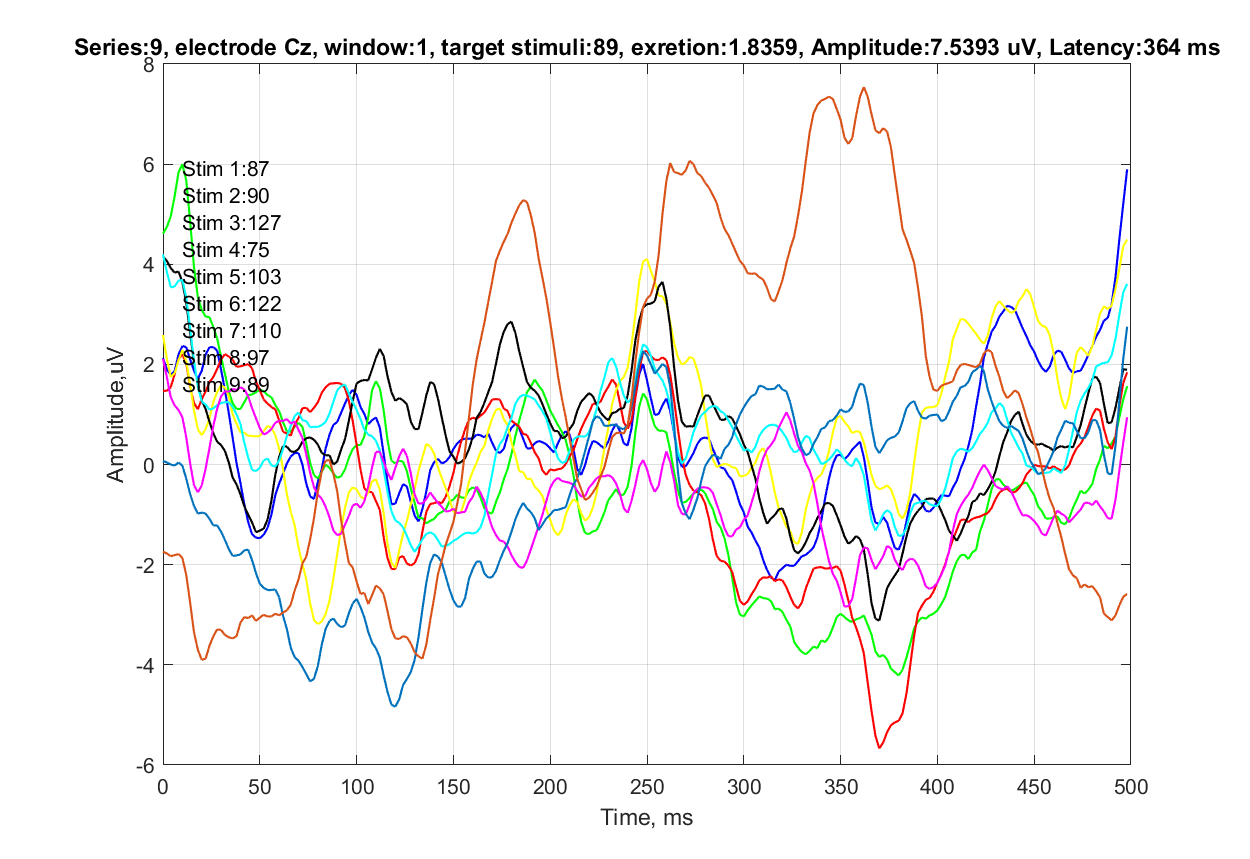 Series:9, electrode Cz, window:1, target stimuli:89, exretion:1.8359, Amplitude:7.5393 uV, Latency:364 ms
8
6
4
2
0
-2
-4
-6
Amplitude,uV
Stim 1:87
Stim 2:90
Stim 3:127
Stim 4:75
Stim 5:103
Stim 6:122
Stim 7:110
Stim 8:97
Stim 9:89
0 50 100 150 200 250 300 350 400 450 500
Time, ms